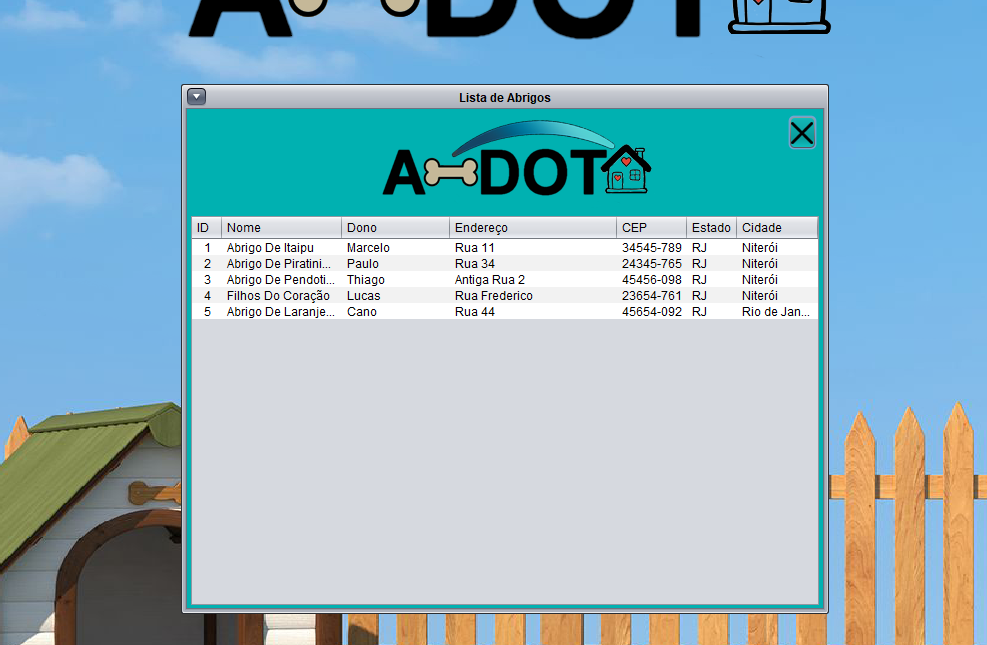 A DOT
Lista de Abrigos
A DOT
ID Nome Dono Endereço CEP Estado Cidade
1 Abrigo De Itaipu Marcelo Rua 11 34545-789 RJ Niterói
2 Abrigo De Piratini... Paulo Rua 34 24345-765 RJ Niterói
3 Abrigo De Pendoti... Thiago Antiga Rua 2 45456-098 RJ Niterói
4 Filhos Do Coração Lucas Rua Frederico 23654-761 RJ Niterói
5 Abrigo De Laranje... Cano Rua 44 45654-092 RJ Rio de Jan...